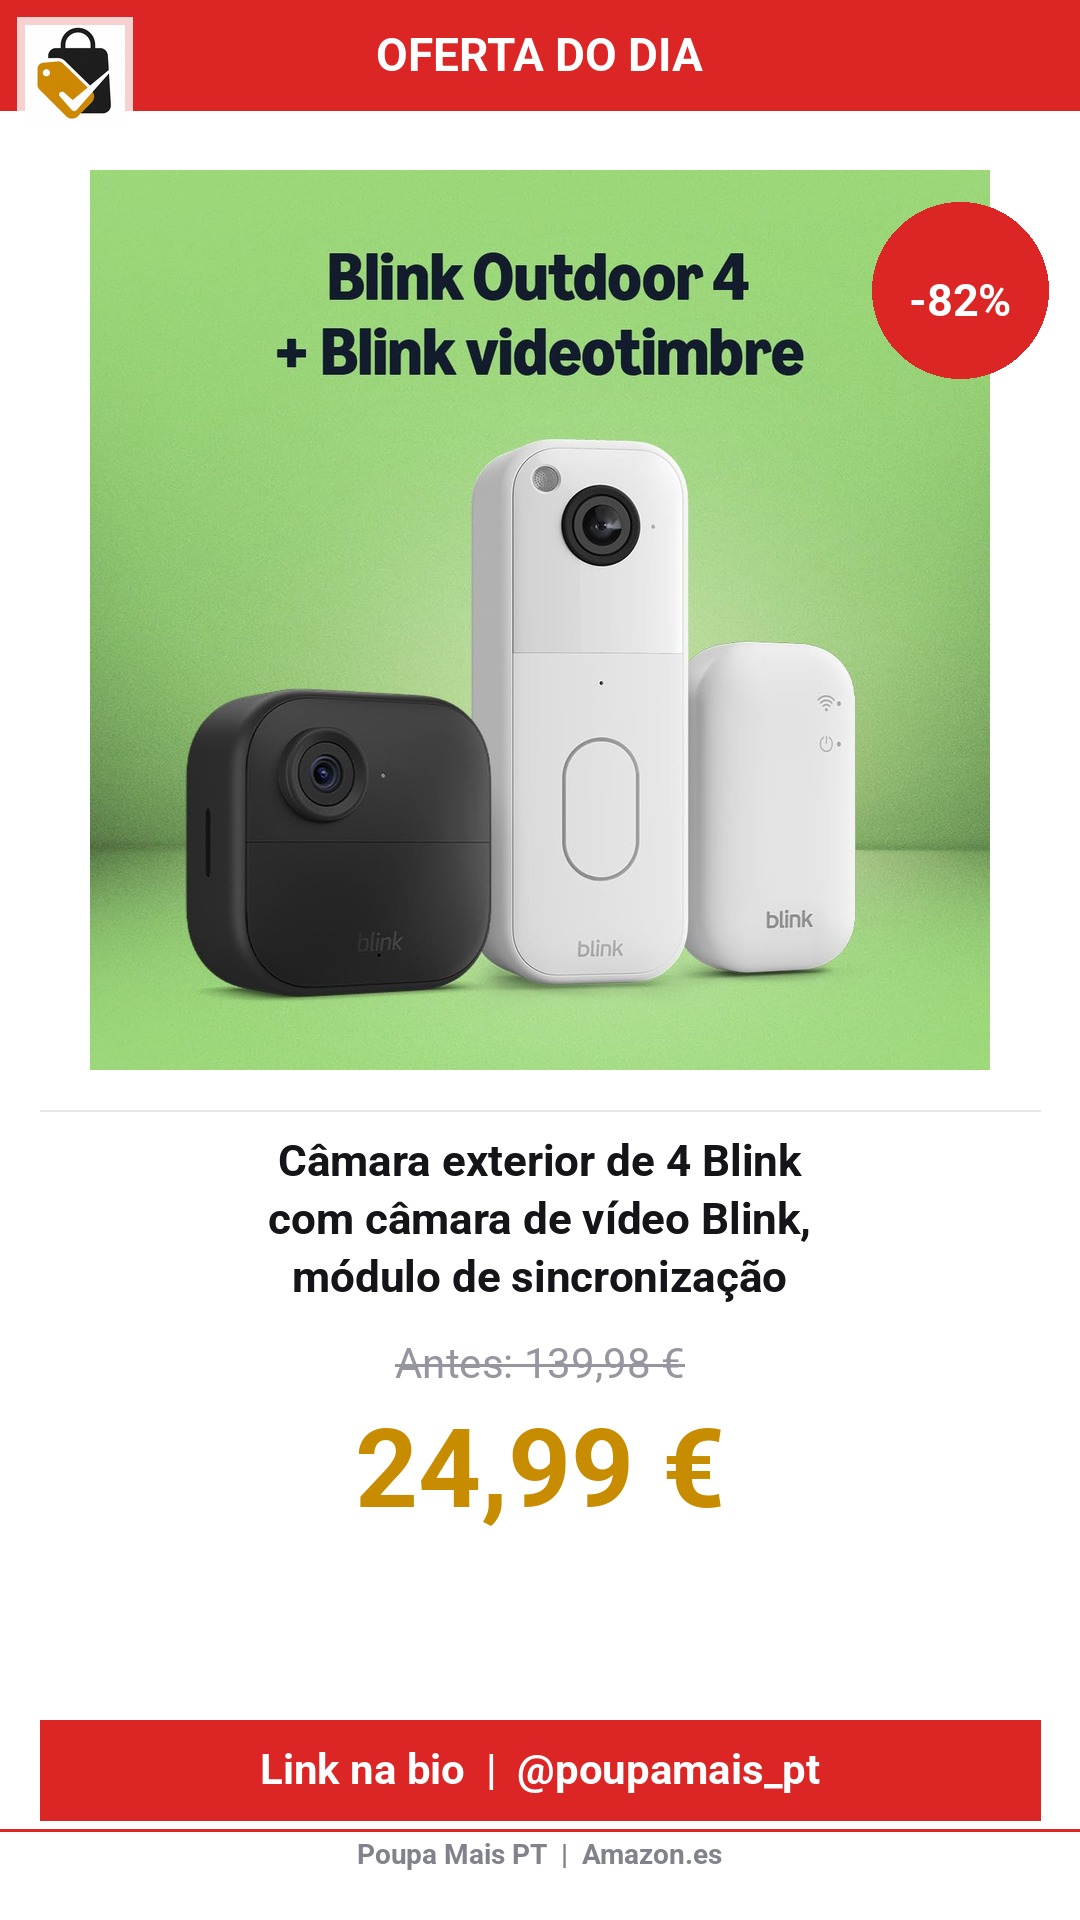 OFERTA DO DIA
Blink Outdoor 4
+ Blink videotimbre
-82%
blink
blink
blink
Câmara exterior de 4 Blink
com câmara de vídeo Blink,
módulo de sincronização
Antes: 139,98 €
24,99 €
Link na bio | @poupamais_pt
Poupa Mais PT | Amazon.es